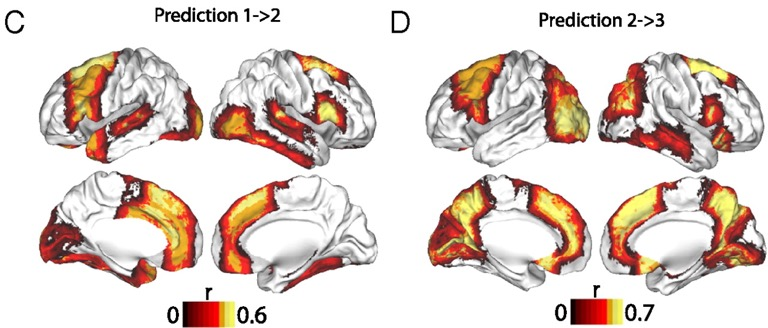 C Prediction 1->2
D Prediction 2->3
r
0 0.6
r
0 0.7